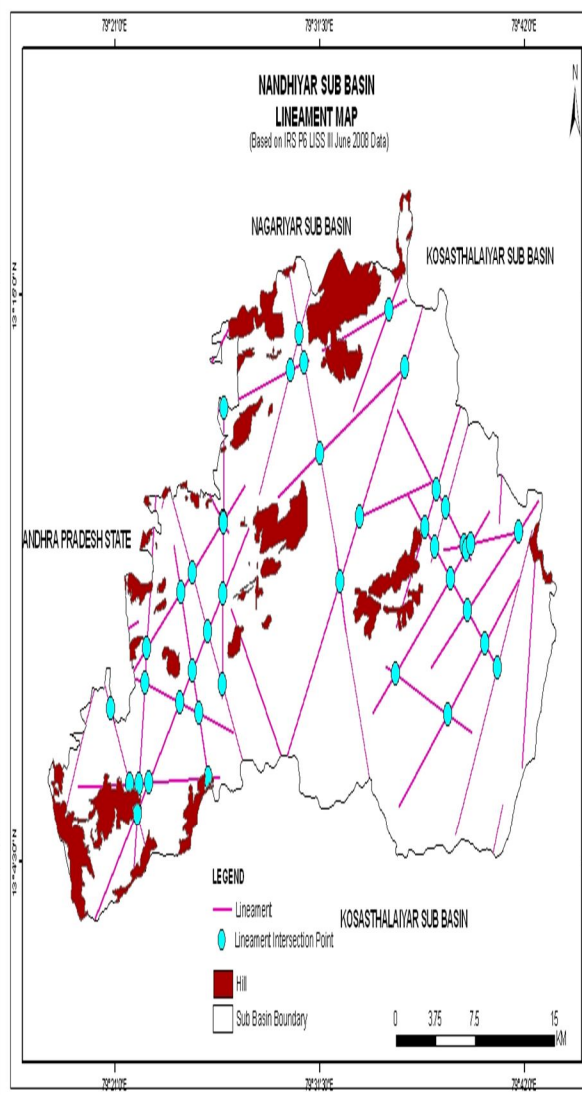 79°21'0"E 79°31'30"E 79°42'0"E
N
NANDHIYAR SUB BASIN
LINEAMENT MAP
(Based on IRS P6 LISS III June 2008 Data)
NAGARIYAR SUB BASIN
KOSASTHALAIYAR SUB BASIN
13°15'0"N
ANDHRA PRADESH STATE
13°4'30"N
LEGEND
Lineament
Lineament Intersection Point
Hill
Sub Basin Boundary
KOSASTHALAIYAR SUB BASIN
0 3.75 7.5 15
KM
79°21'0"E 79°31'30"E 79°42'0"E